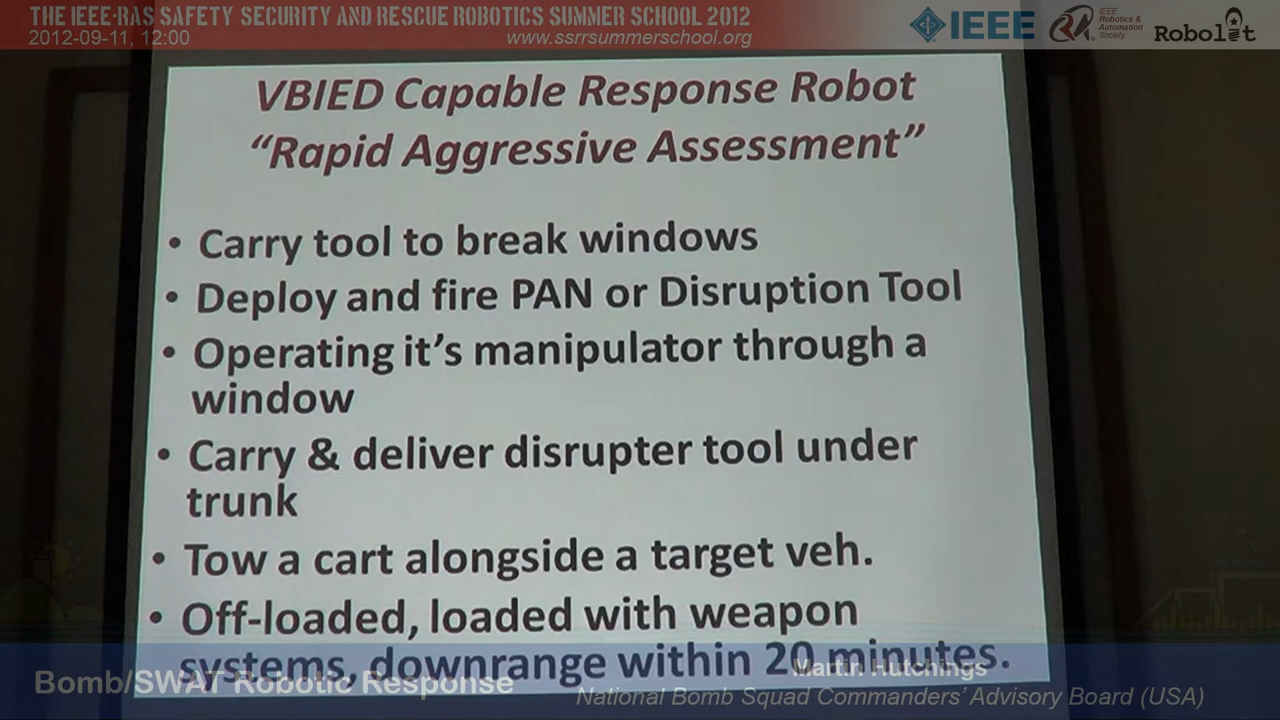 THE IEEE-RAS SAFETY SECURITY AND RESCUE ROBOTICS SUMMER SCHOOL 2012
2012-09-11, 12:00
www.ssrrsummerschool.org
IEEE
IEEE
Robotics &
Automation
Society
Robolit
VBIED Capable Response Robot
“Rapid Aggressive Assessment”
• Carry tool to break windows
• Deploy and fire PAN or Disruption Tool
• Operating it’s manipulator through a
window
• Carry & deliver disrupter tool under
trunk
• Tow a cart alongside a target veh.
• Off-loaded, loaded with weapon
systems, downrange within 20 minutes.
Martin Hutchings
Bomb/SWAT Robotic Response
National Bomb Squad Commanders’ Advisory Board (USA)